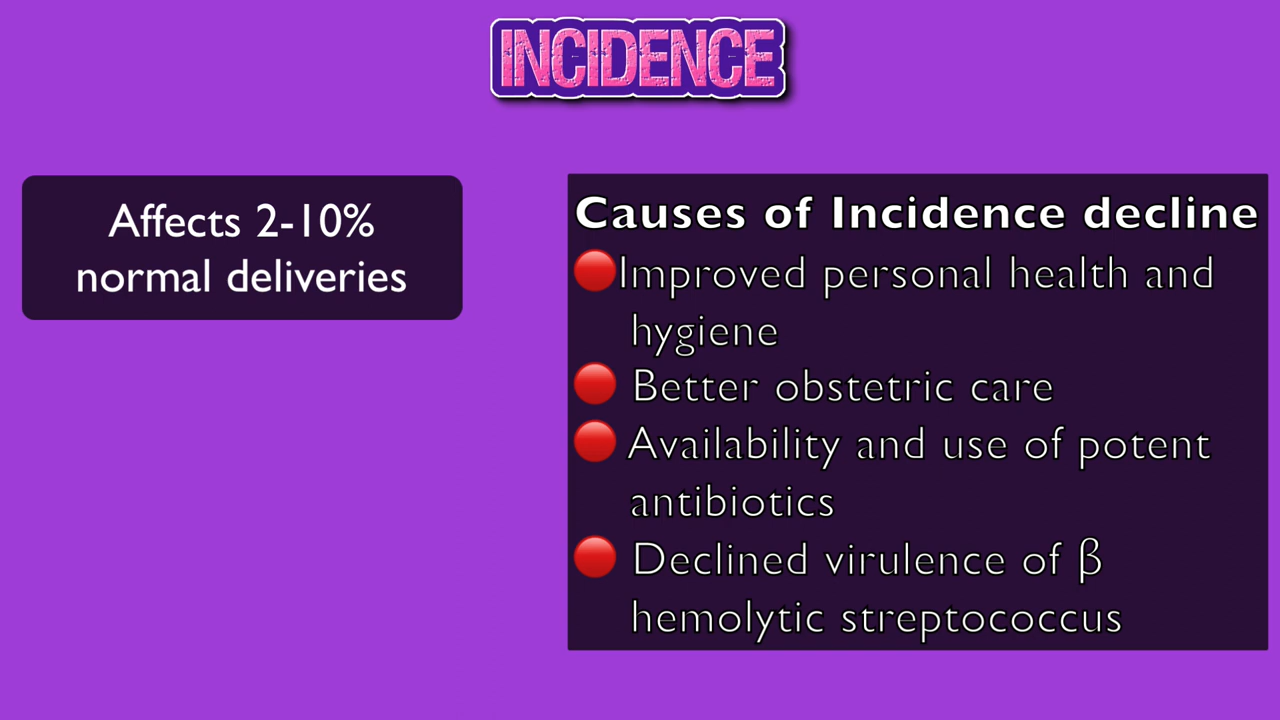 INCIDENCE
Affects 2-10%
normal deliveries
Causes of Incidence decline
Improved personal health and
hygiene
Better obstetric care
Availability and use of potent
antibiotics
Declined virulence of β
hemolytic streptococcus